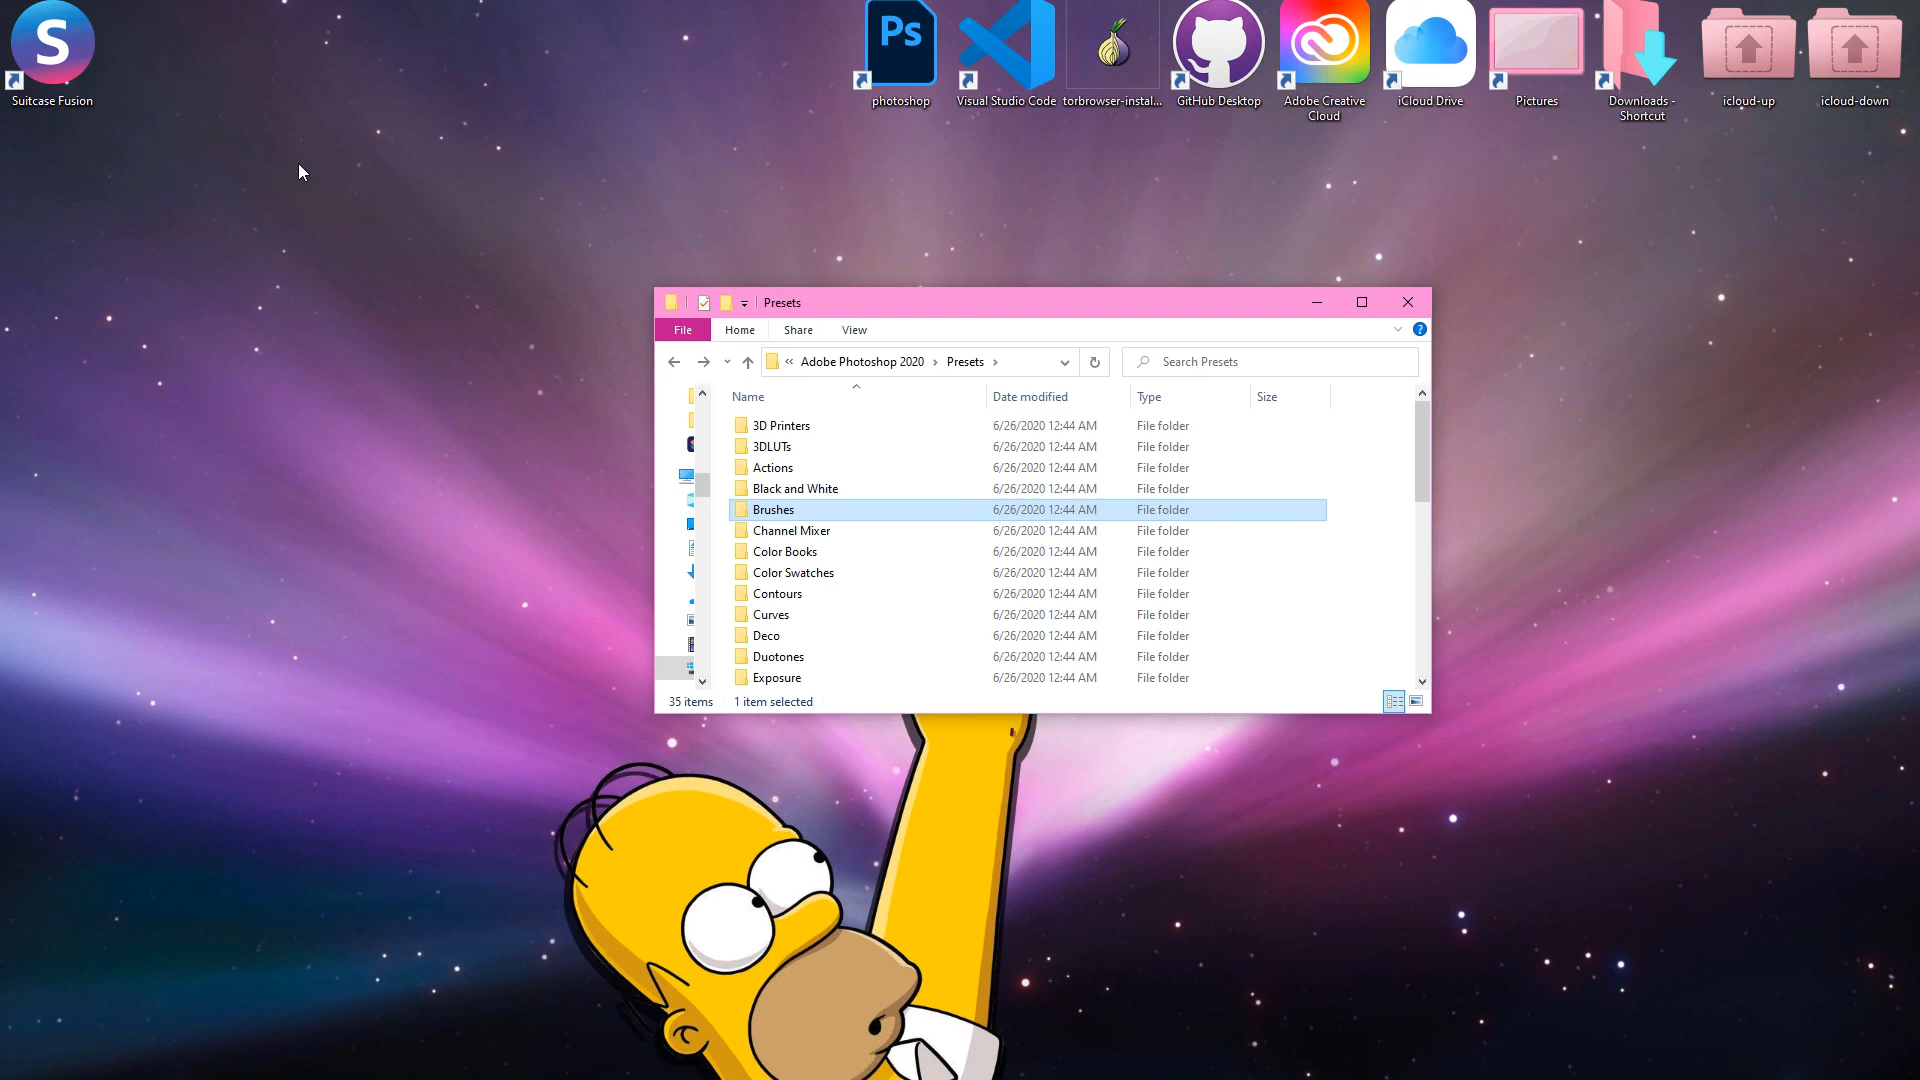 S
Suitcase Fusion
Ps
photoshop
Visual Studio Code
torbrowser-instal...
GitHub Desktop
Adobe Creative
Cloud
iCloud Drive
Pictures
Downloads -
Shortcut
icloud-up
icloud-down
Presets
File Home Share View
« Adobe Photoshop 2020 › Presets › Search Presets
Name Date modified Type Size
3D Printers 6/26/2020 12:44 AM File folder
3DLUTs 6/26/2020 12:44 AM File folder
Actions 6/26/2020 12:44 AM File folder
Black and White 6/26/2020 12:44 AM File folder
Brushes 6/26/2020 12:44 AM File folder
Channel Mixer 6/26/2020 12:44 AM File folder
Color Books 6/26/2020 12:44 AM File folder
Color Swatches 6/26/2020 12:44 AM File folder
Contours 6/26/2020 12:44 AM File folder
Curves 6/26/2020 12:44 AM File folder
Deco 6/26/2020 12:44 AM File folder
Duotones 6/26/2020 12:44 AM File folder
Exposure 6/26/2020 12:44 AM File folder
35 items 1 item selected